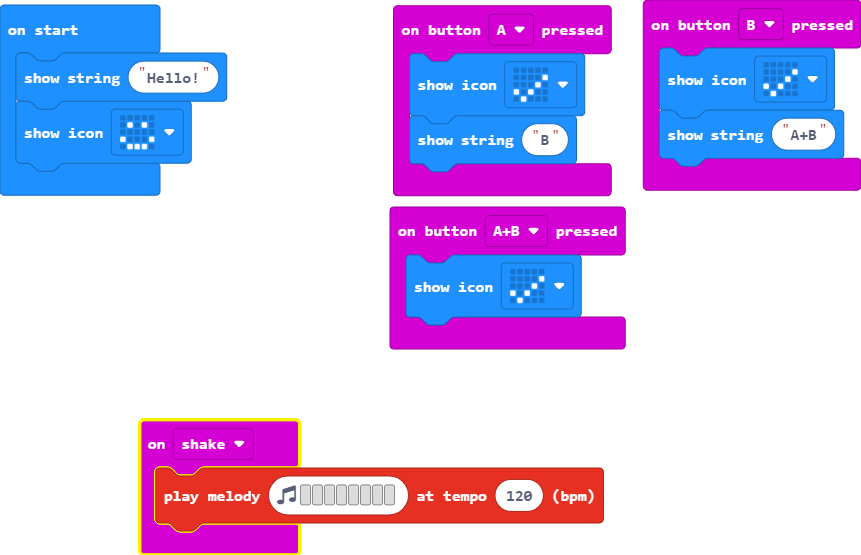 on start
show string "Hello!"
show icon
on button A pressed
show icon
show string "B"
on button B pressed
show icon
show string "A+B"
on button A+B pressed
show icon
on shake
play melody at tempo 120 (bpm)